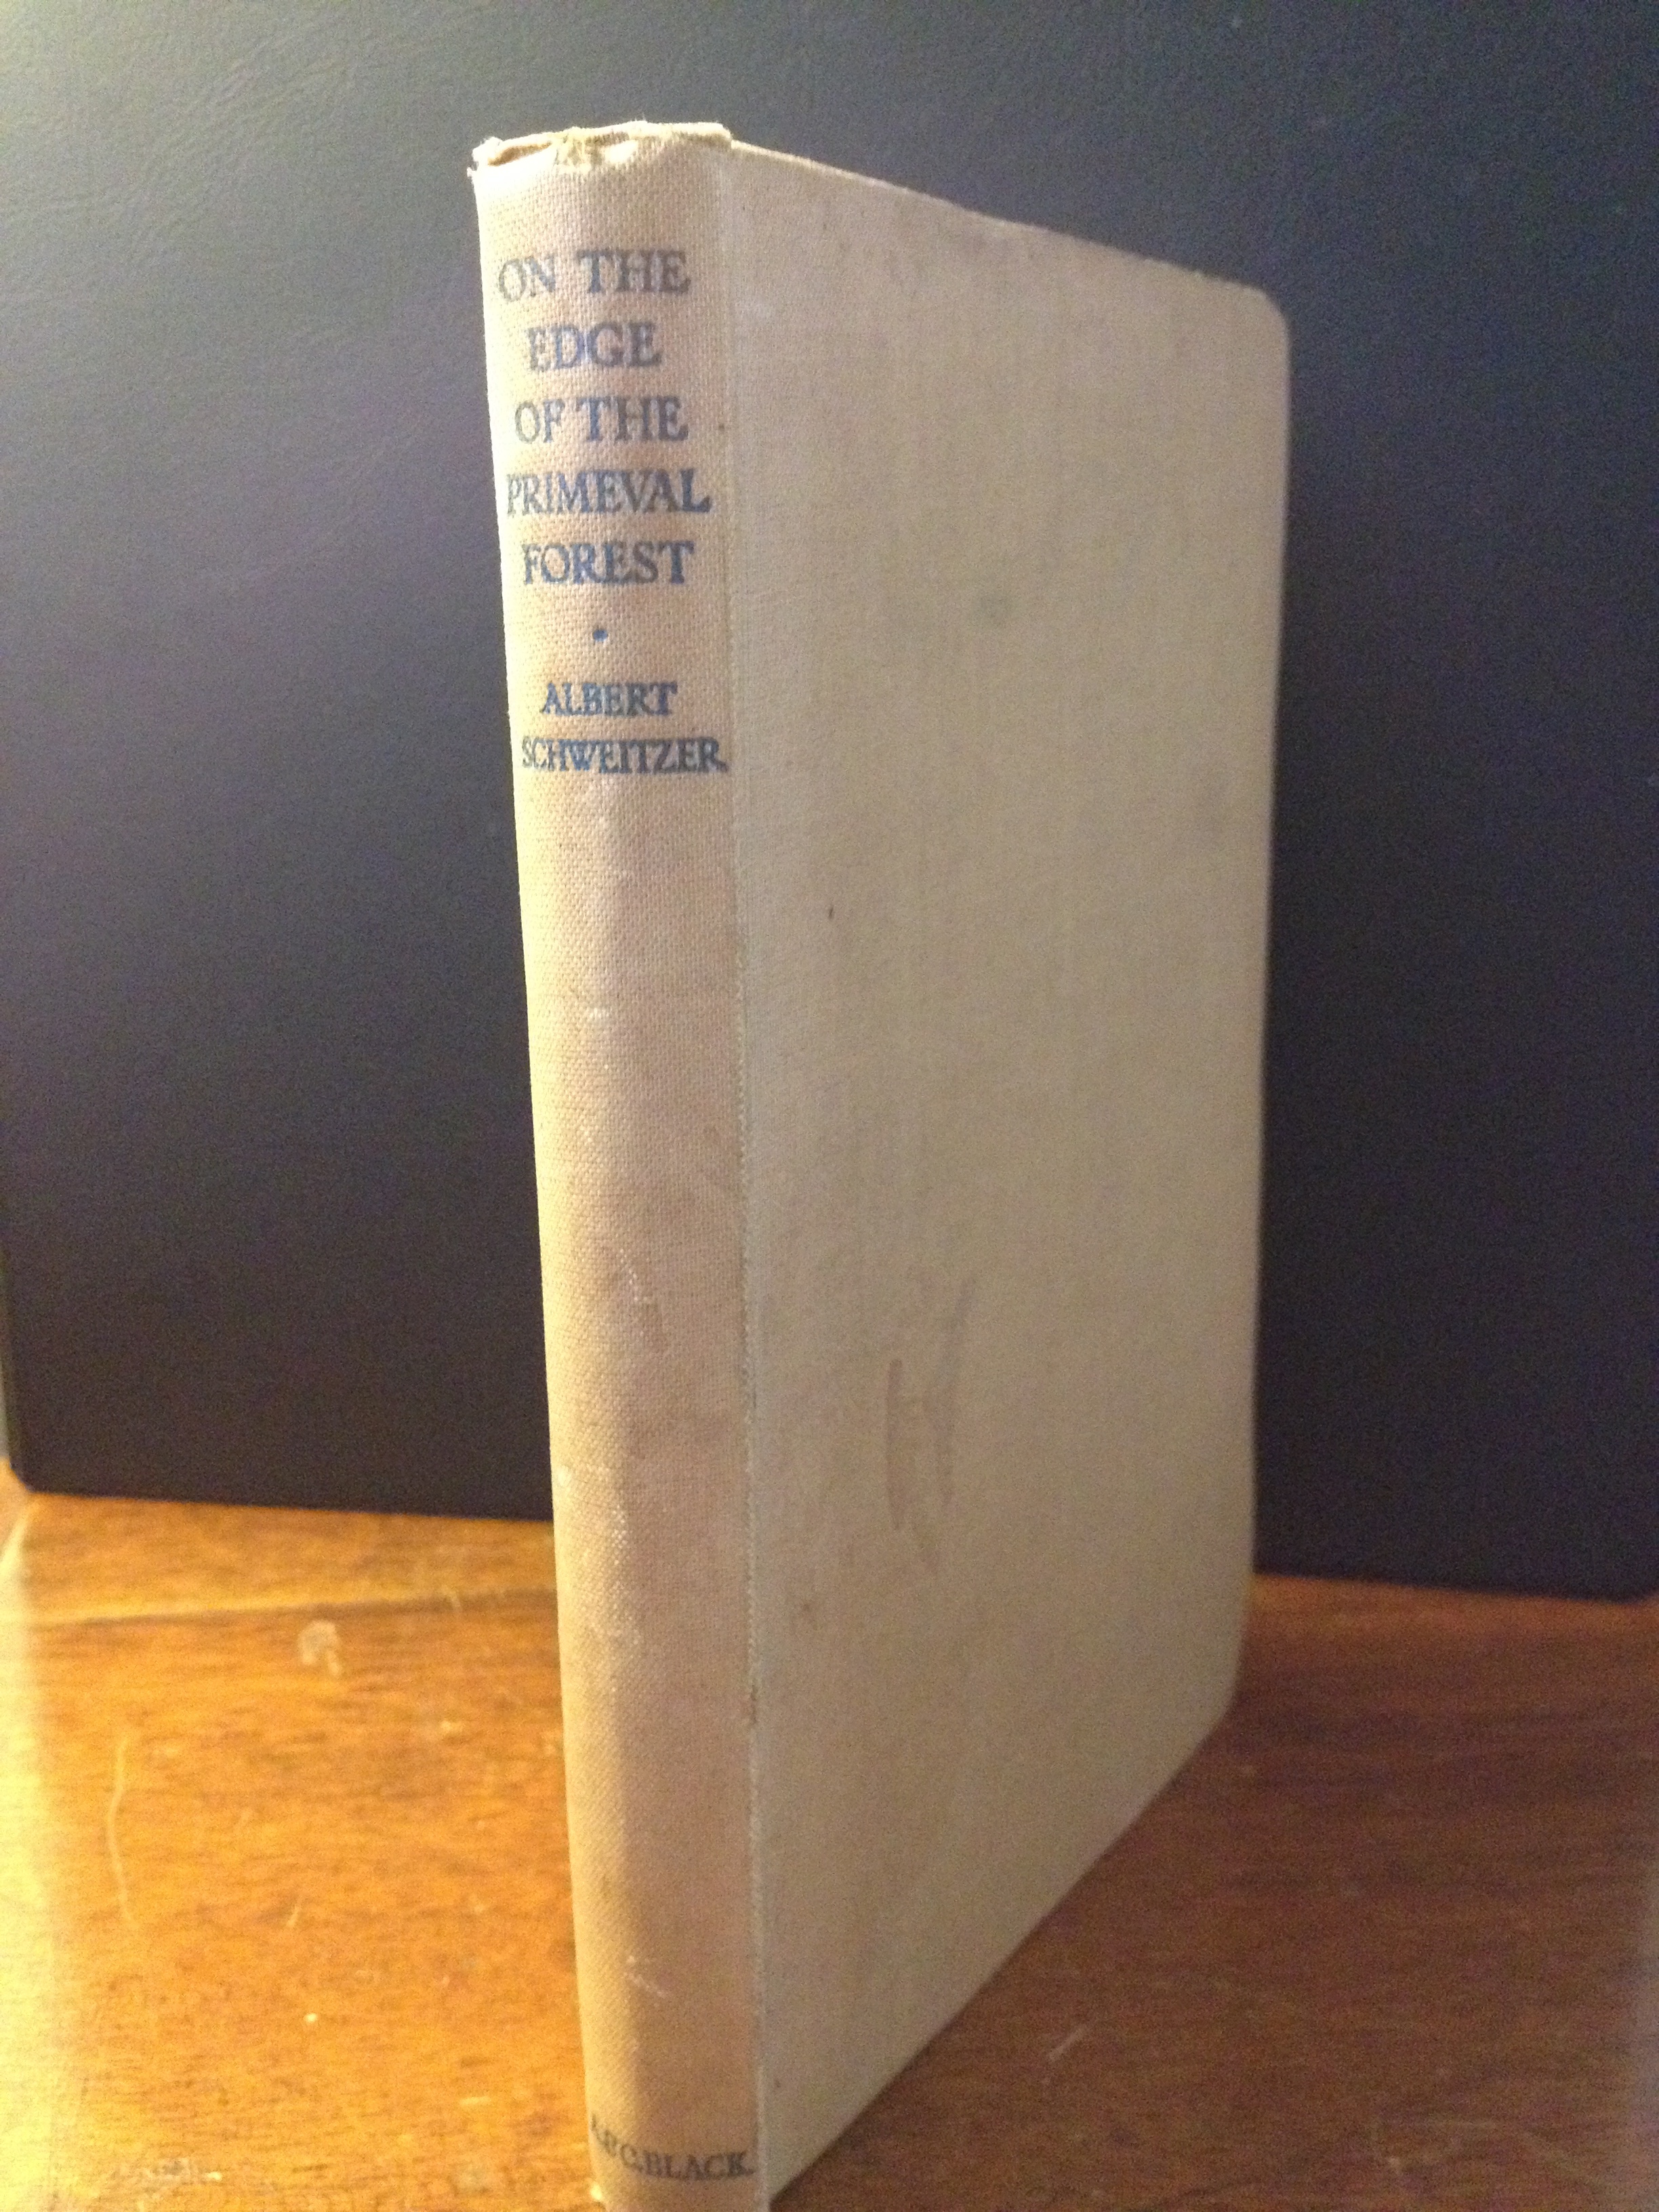 ON THE
EDGE
OF THE
PRIMEVAL
FOREST
•
ALBERT
SCHWEITZER
A.&C.BLACK